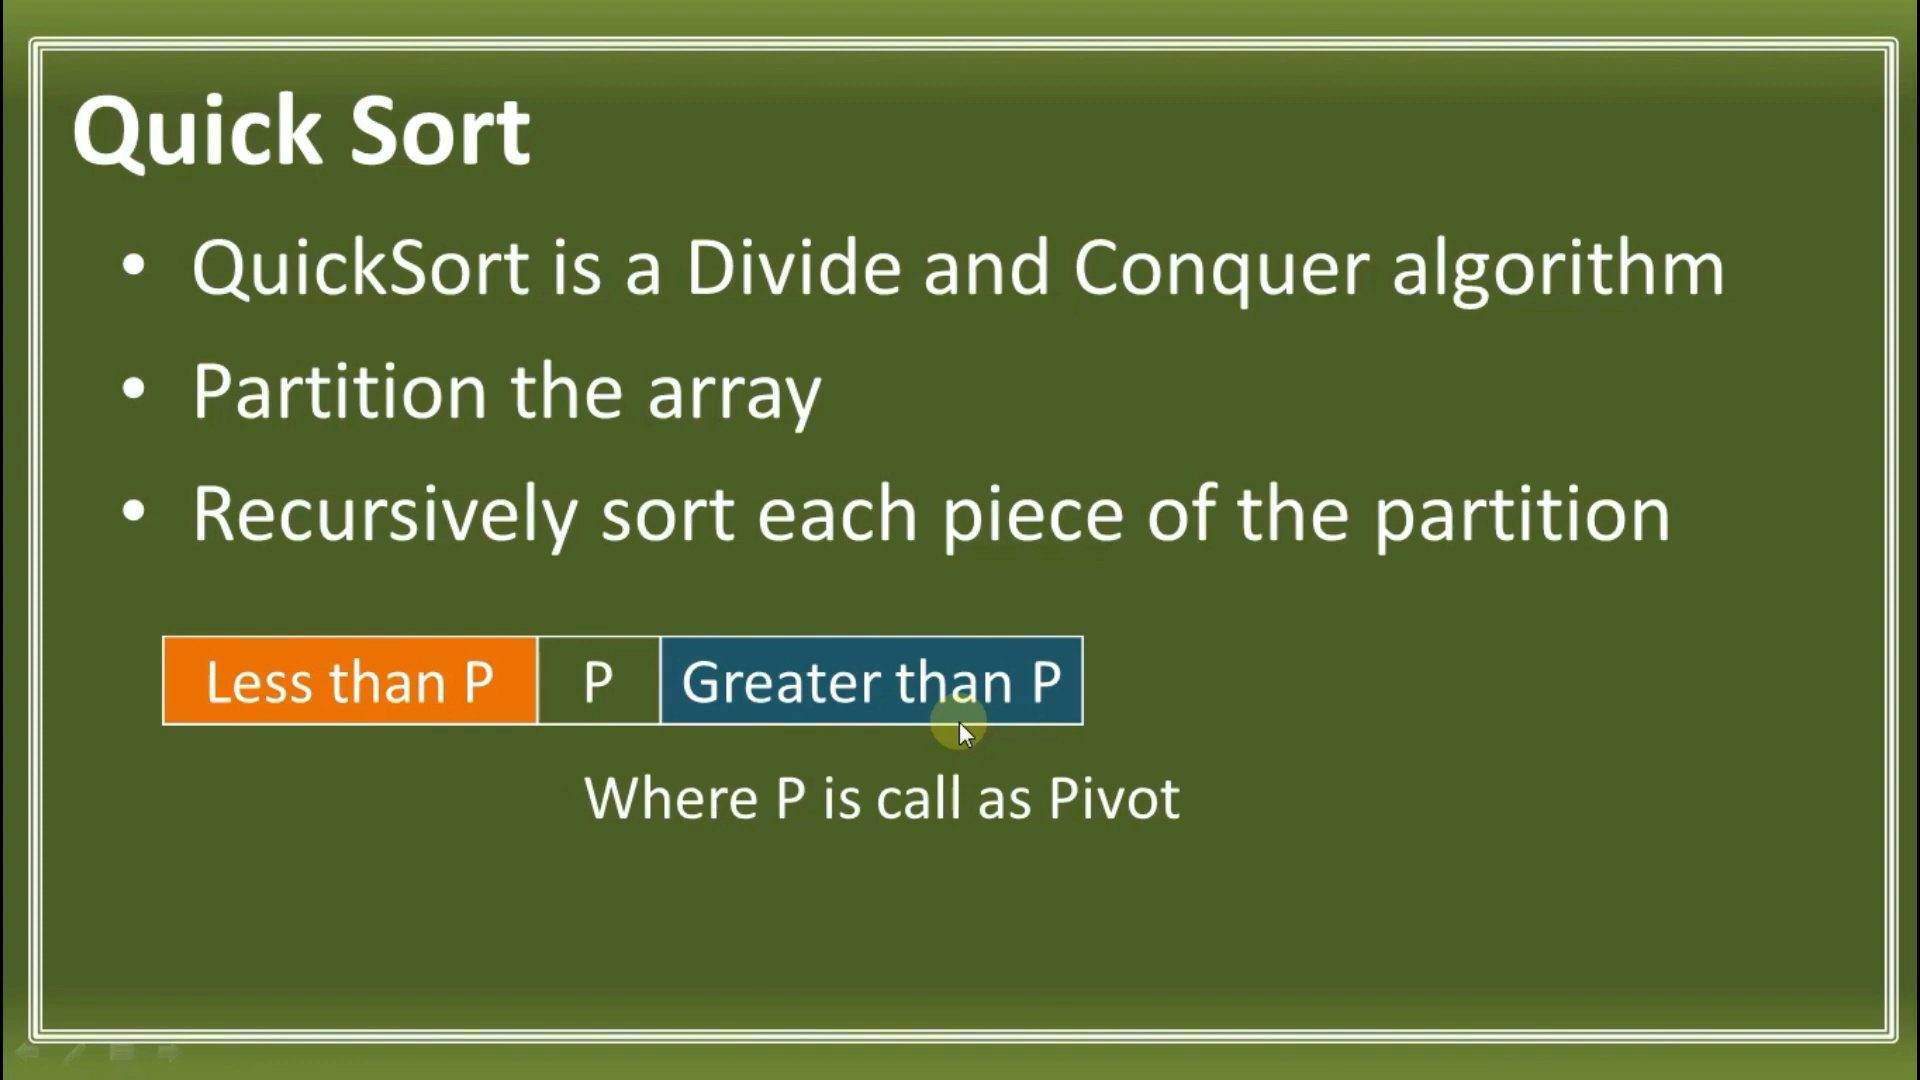 Quick Sort
• QuickSort is a Divide and Conquer algorithm
• Partition the array
• Recursively sort each piece of the partition
Less than P P Greater than P
Where P is call as Pivot